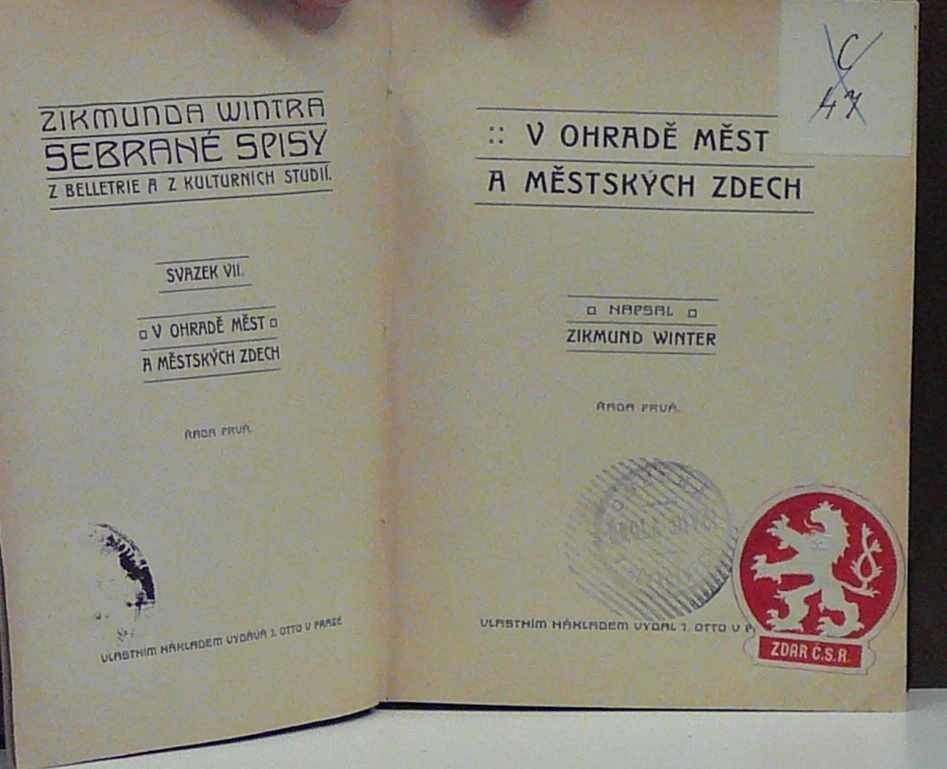 ZIKMUNDA WINTRA
SEBRANÉ SPISY
Z BELLETRIE A Z KULTURNÍCH STUDIÍ.
SVAZEK VII.
V OHRADĚ MĚST
A MĚSTSKÝCH ZDECH
ŘADA PRVÁ.
VLASTNÍM NÁKLADEM VYDÁVÁ J. OTTO V PRAZE
C
47
:: V OHRADĚ MĚST
A MĚSTSKÝCH ZDECH
NAPSAL
ZIKMUND WINTER
ŘADA PRVÁ.
VLASTNÍM NÁKLADEM VYDAL J. OTTO V
ZDAR Č.S.R.